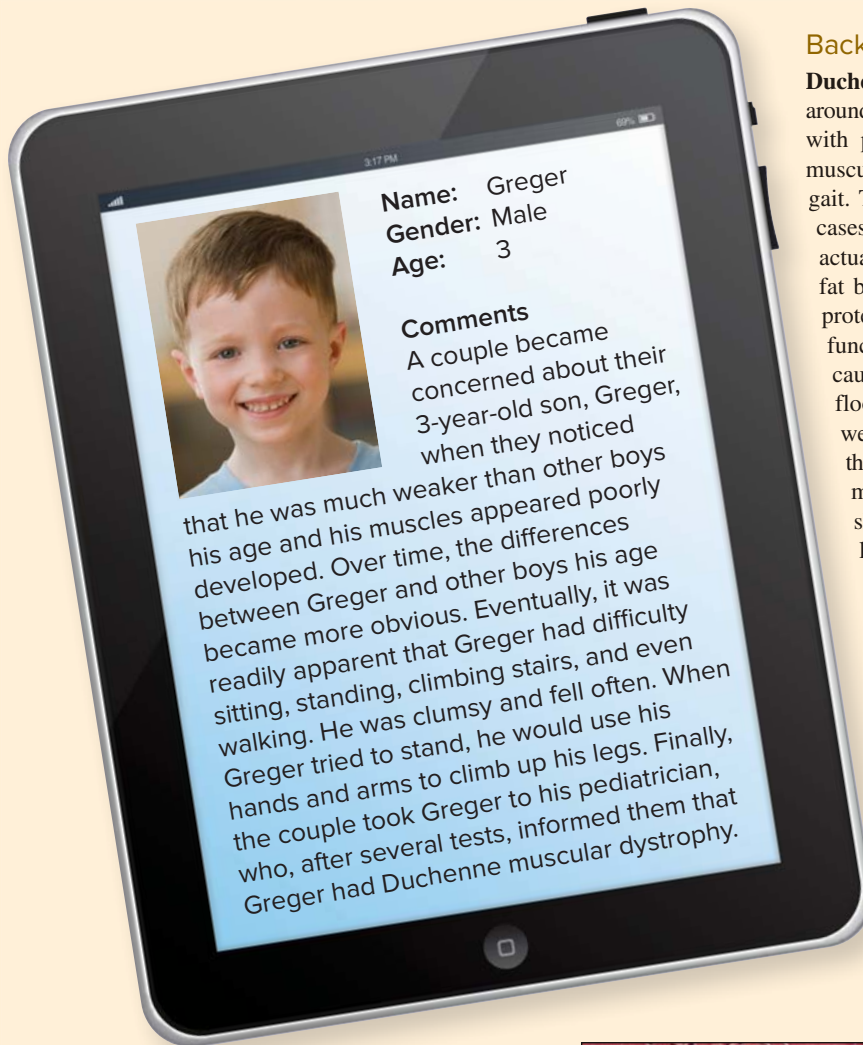 3:17 PM
69%
Name: Greger
Gender: Male
Age: 3
Comments
A couple became
concerned about their
3-year-old son, Greger,
when they noticed
that he was much weaker than other boys
his age and his muscles appeared poorly
developed. Over time, the differences
between Greger and other boys his age
became more obvious. Eventually, it was
readily apparent that Greger had difficulty
sitting, standing, climbing stairs, and even
walking. He was clumsy and fell often. When
Greger tried to stand, he would use his
hands and arms to climb up his legs. Finally,
the couple took Greger to his pediatrician,
who, after several tests, informed them that
Greger had Duchenne muscular dystrophy.
Back
Duche
around
with p
muscu
gait. T
cases
actua
fat b
prote
func
cau
flo
we
th
m
s